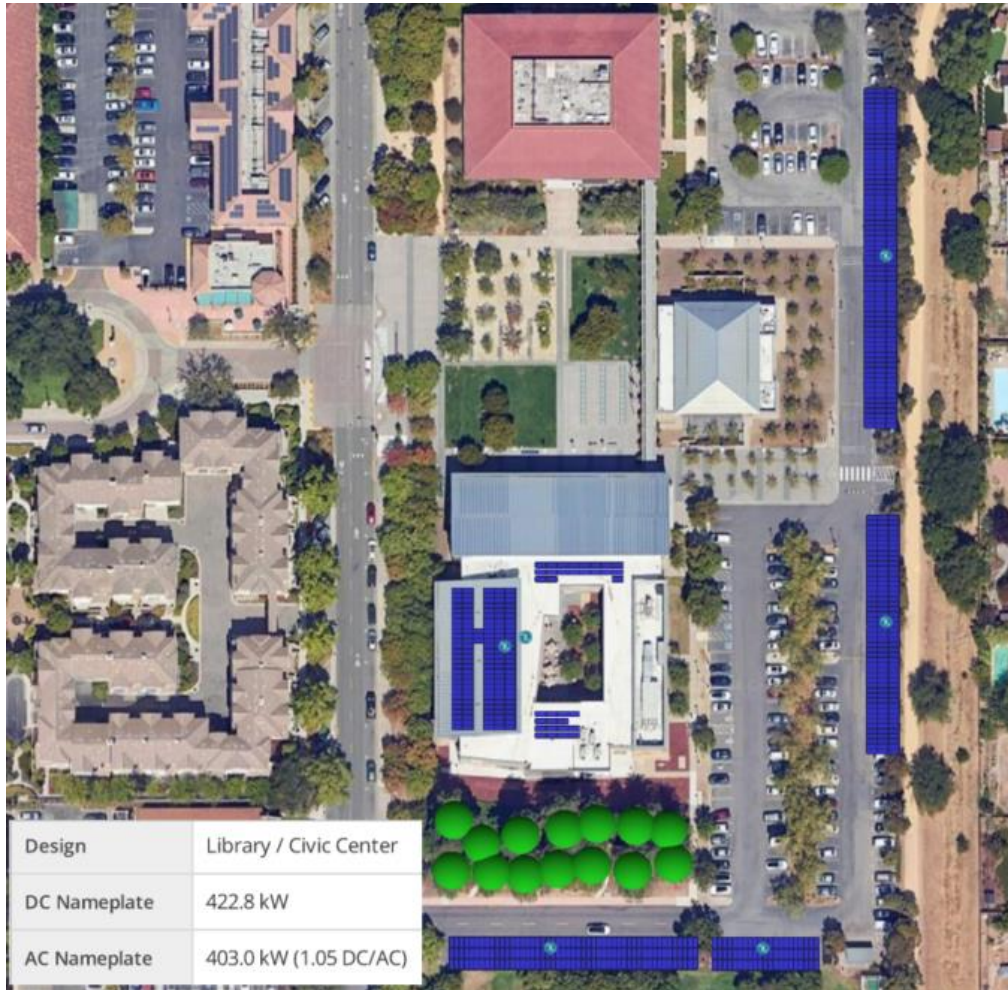 Design Library / Civic Center
DC Nameplate 422.8 kW
AC Nameplate 403.0 kW (1.05 DC/AC)